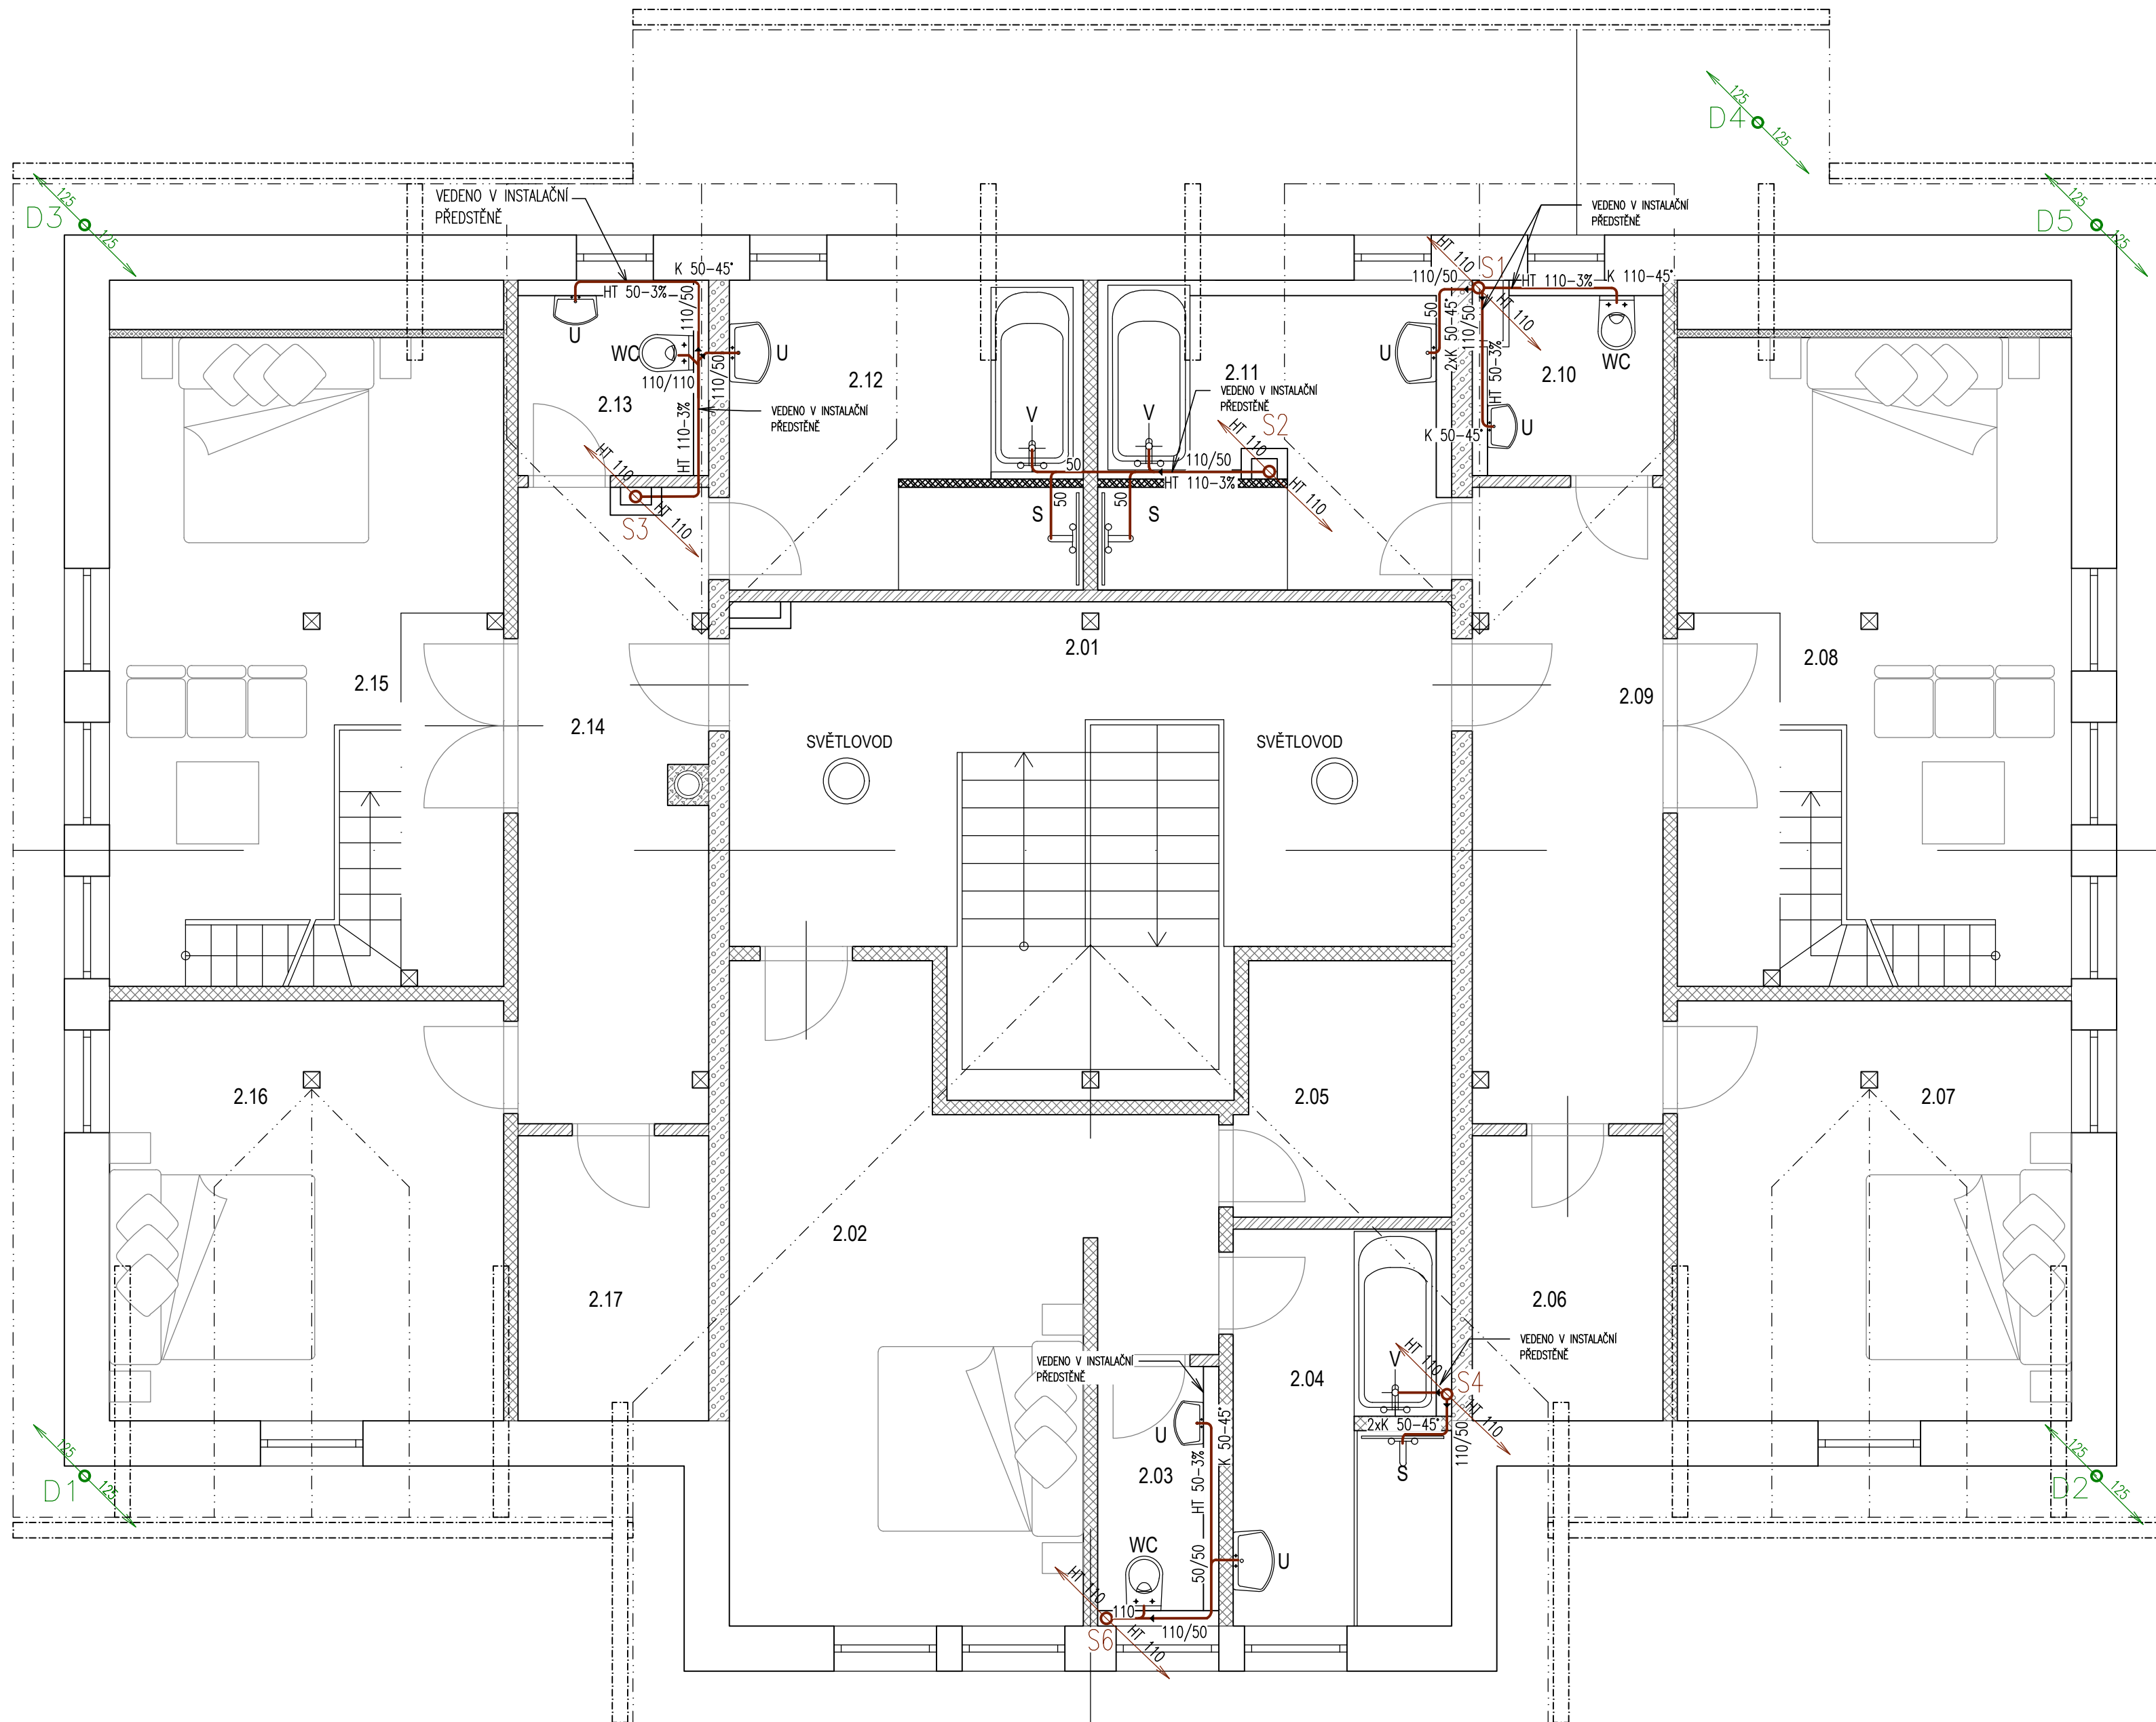 125
D4
125
VEDENO V INSTALAČNÍ
PŘEDSTĚNĚ
125
D3
125
VEDENO V INSTALAČNÍ
PŘEDSTĚNĚ
125
D5
125
K 50-45°
HT 50-3%
110/50
U
WC
110/110
110/50
U
2.12
2.13
HT 110-3%
VEDENO V INSTALAČNÍ
PŘEDSTĚNĚ
HT 110
HT 110
S3
HT 110
S1
110/50
HT 110-3%
K 110-45°
HT 110
50
2xK 50-45°
110/50
HT 50-3%
U
WC
2.10
2.11
VEDENO V INSTALAČNÍ
PŘEDSTĚNĚ
V
V
HT 110
S2
K 50-45°
U
50
110/50
HT 110-3%
HT 110
50
50
S
S
2.01
2.15
2.14
2.09
2.08
SVĚTLOVOD
SVĚTLOVOD
2.16
2.05
2.07
2.02
2.17
2.06
VEDENO V INSTALAČNÍ
PŘEDSTĚNĚ
VEDENO V INSTALAČNÍ
PŘEDSTĚNĚ
2.04
V
HT 110
S4
HT 110
2xK 50-45°
110/50
S
U
K 50-45°
2.03
HT 50-3%
125
D1
125
125
D2
125
WC
50/50
U
HT 110
110
110/50
S6
HT 110